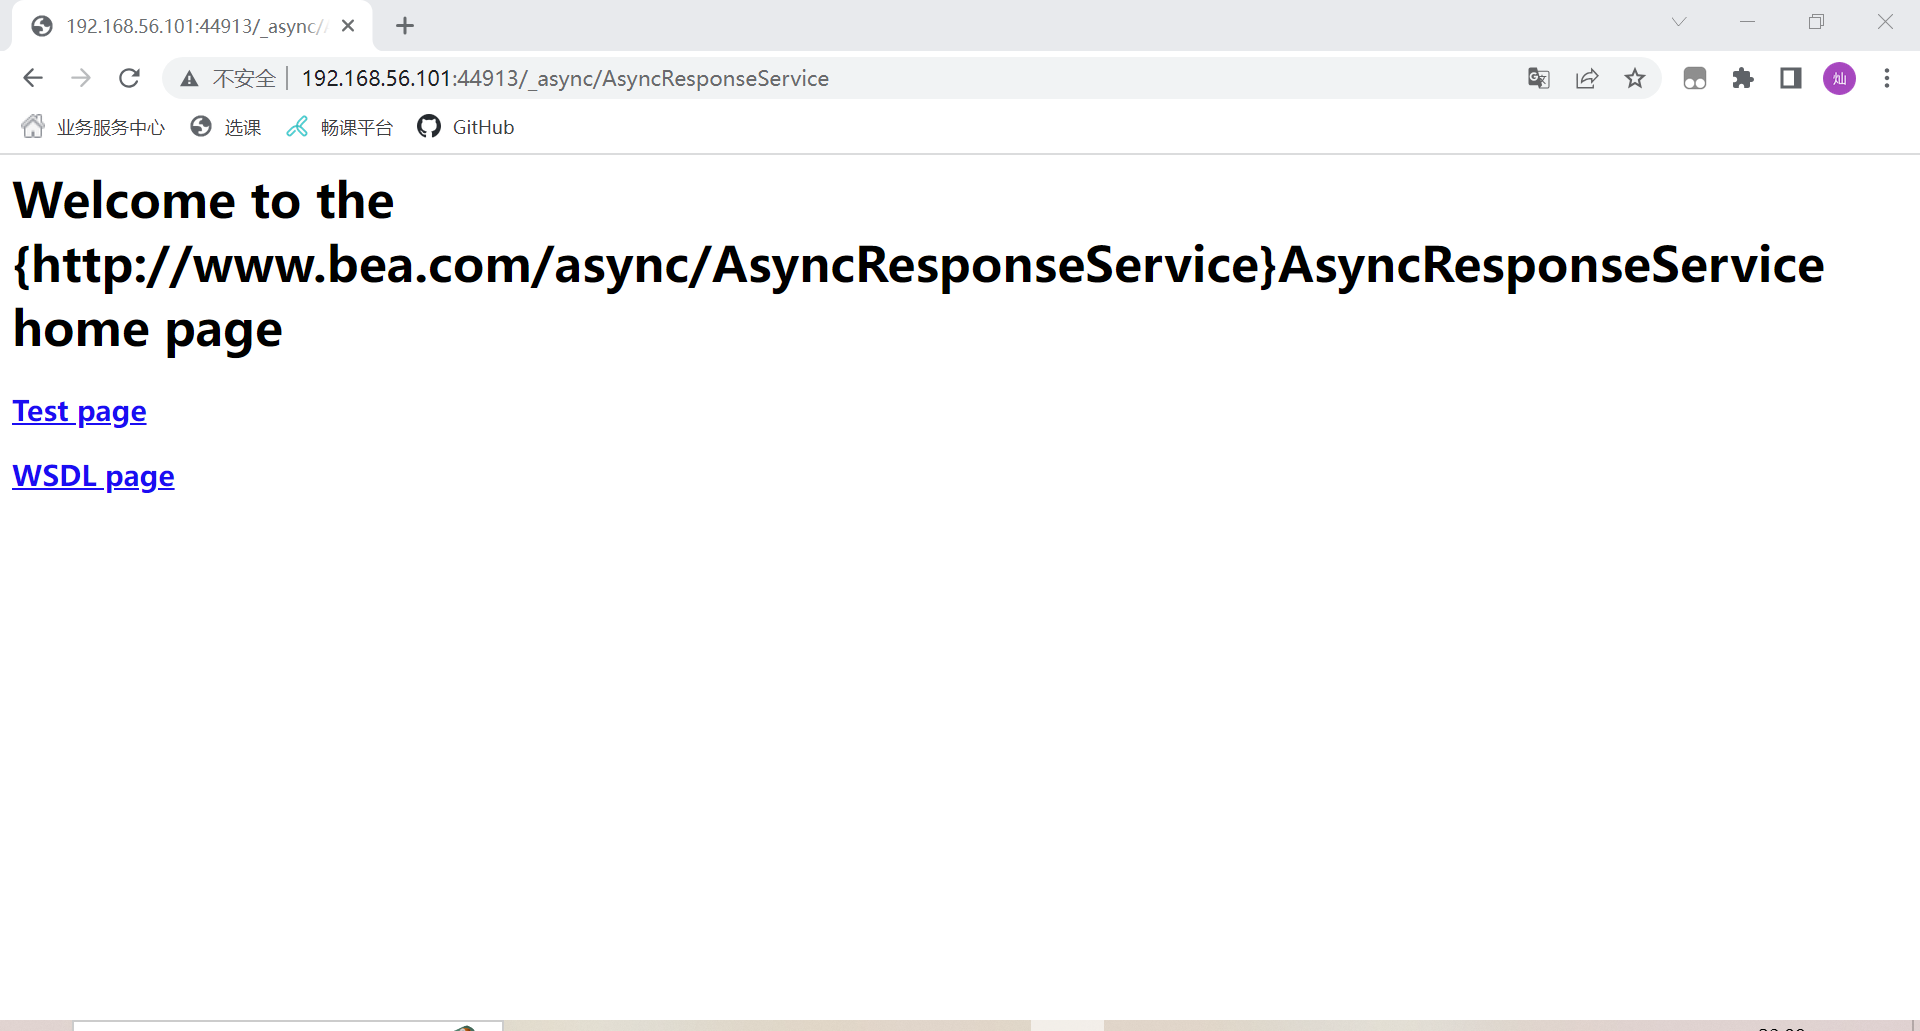 192.168.56.101:44913/_async/
不安全 192.168.56.101:44913/_async/AsyncResponseService
灿
业务服务中心 选课 畅课平台 GitHub
Welcome to the
{http://www.bea.com/async/AsyncResponseService}AsyncResponseService
home page
Test page
WSDL page